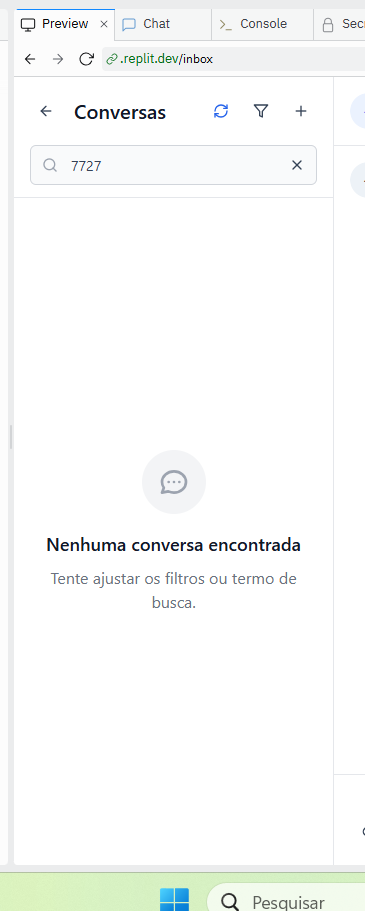 Preview
Chat
Console
.replit.dev/inbox
Conversas
7727
Nenhuma conversa encontrada
Tente ajustar os filtros ou termo de
busca.
Pesquisar